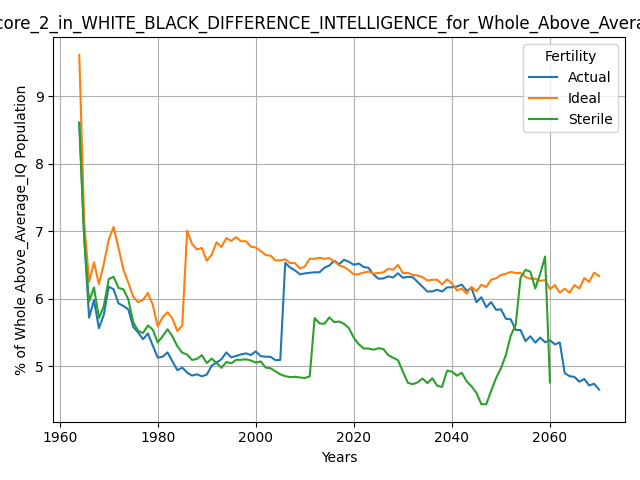 core_2_in_WHITE_BLACK_DIFFERENCE_INTELLIGENCE_for_Whole_Above_Avera
Fertility
Actual
Ideal
Sterile
% of Whole Above_Average_IQ Population
9
8
7
6
5
1960
1980
2000
2020
2040
2060
Years